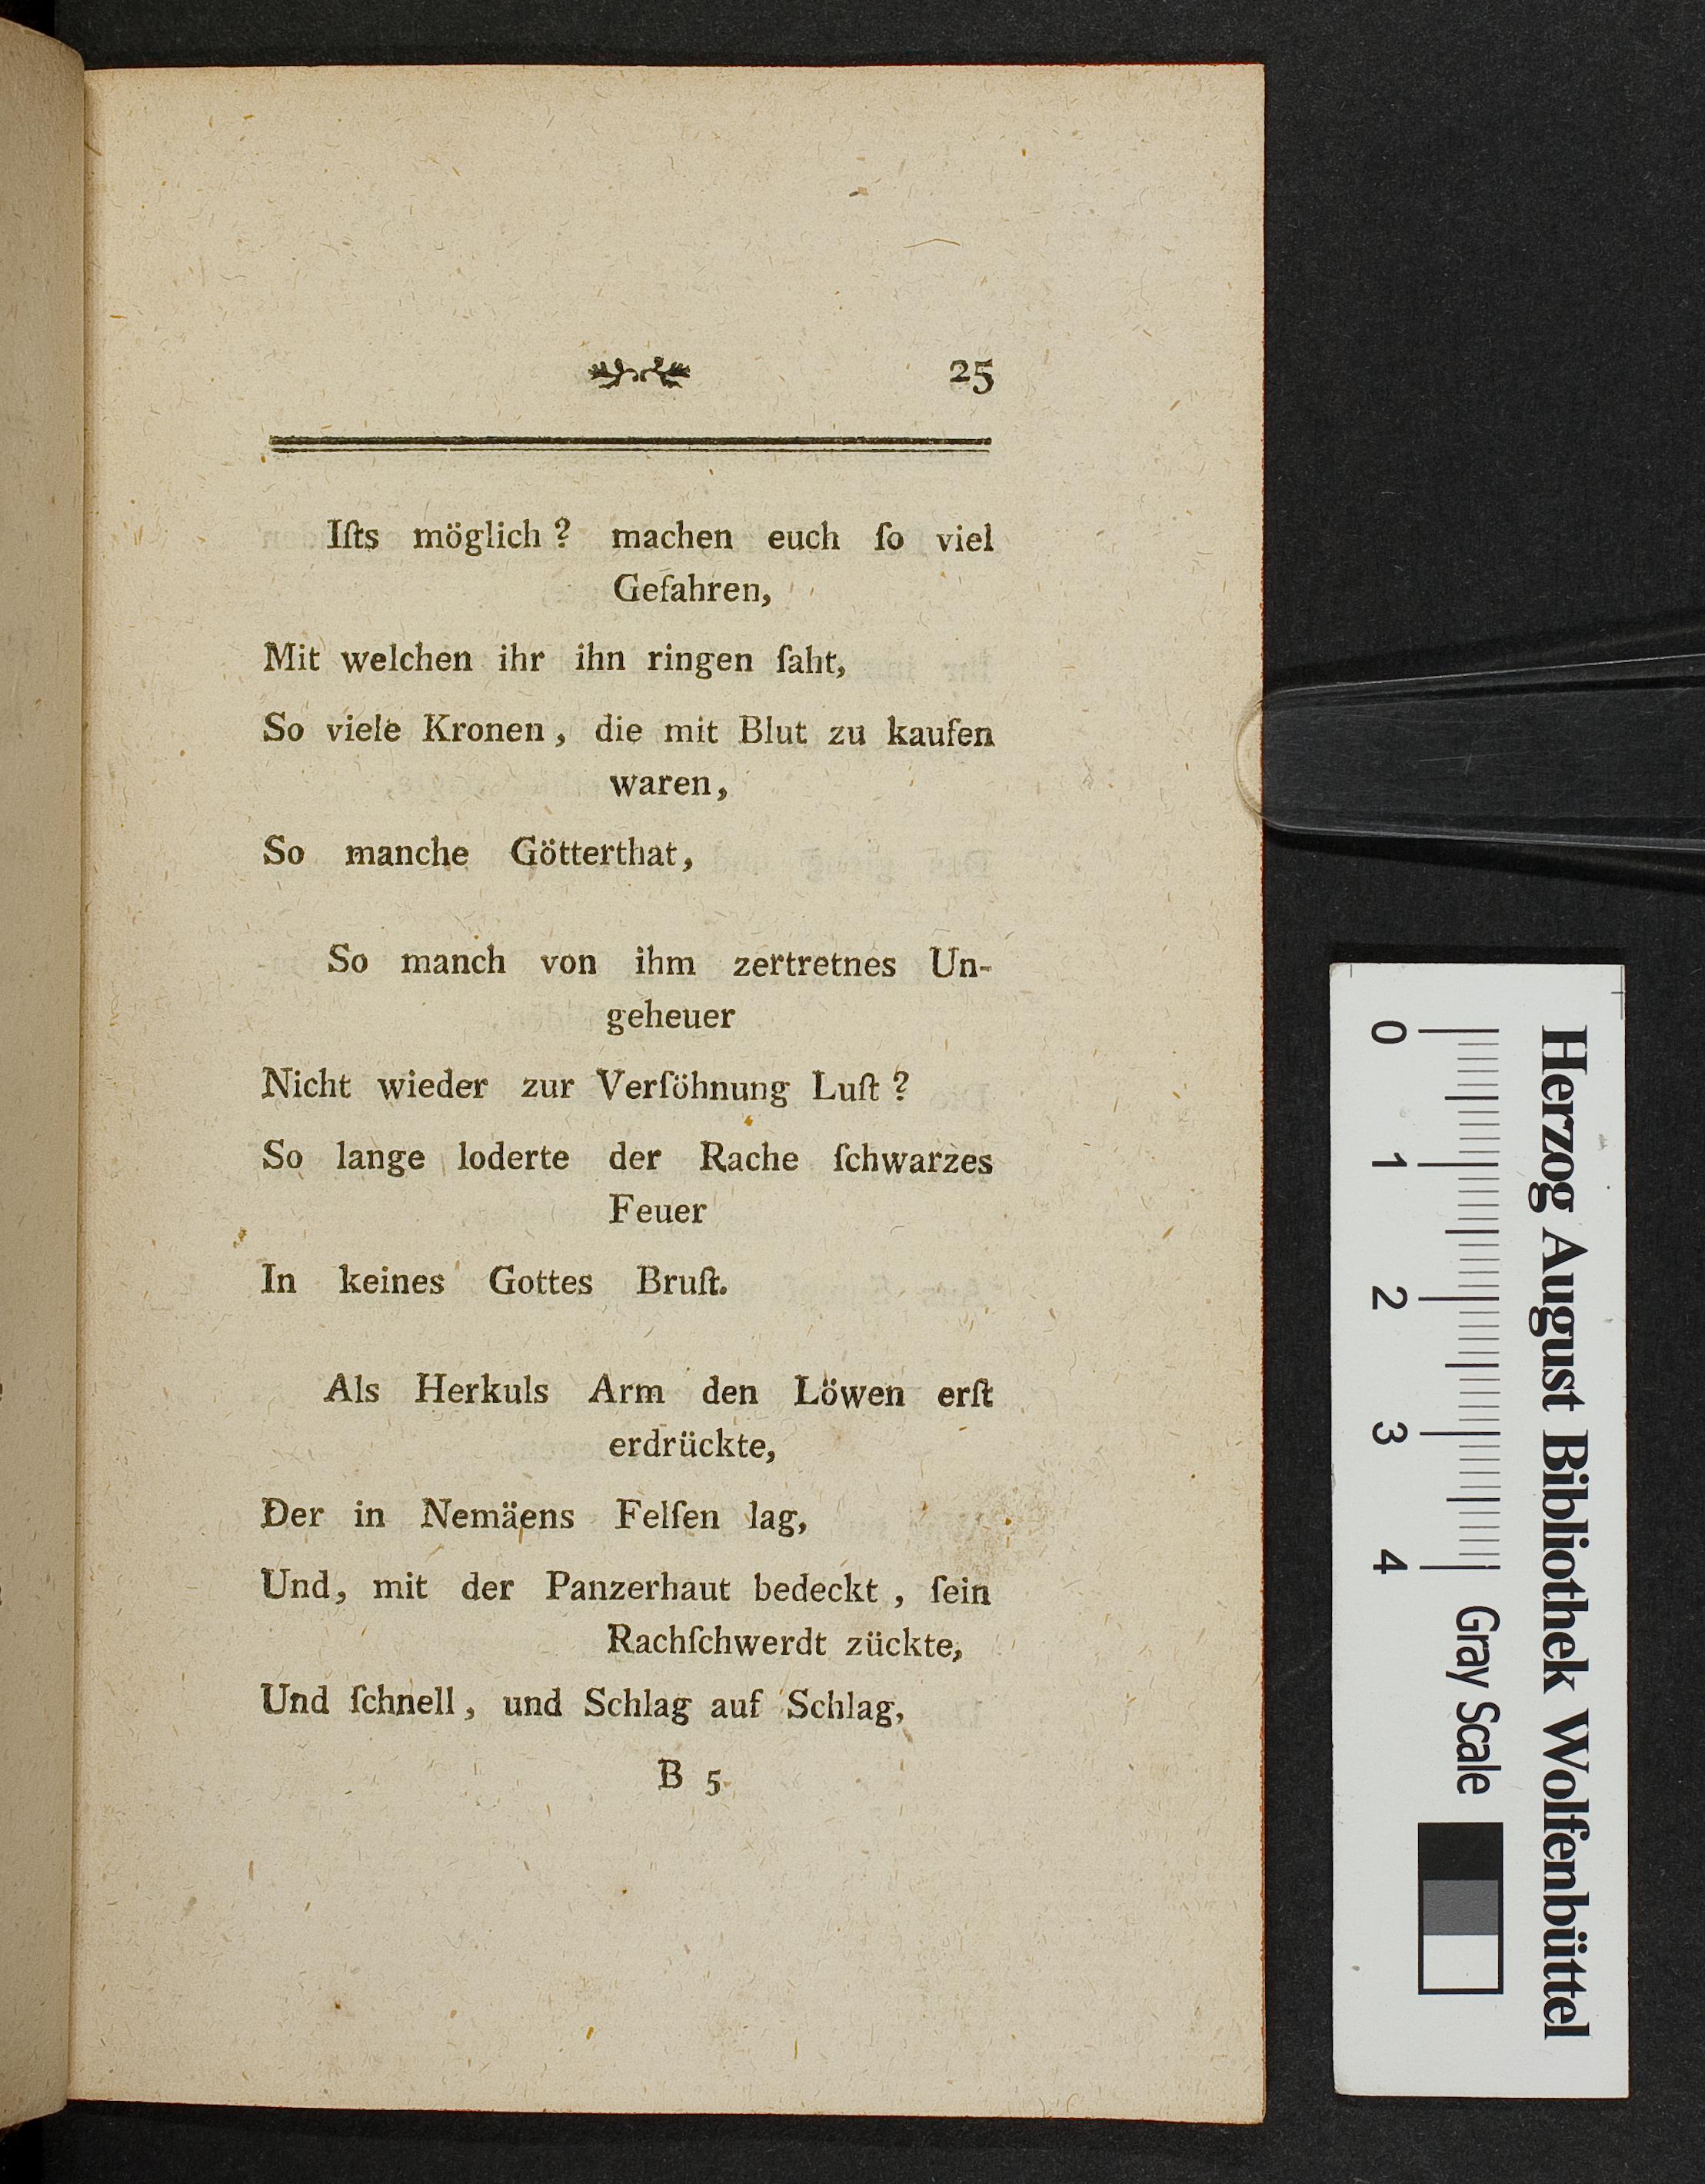 25
Iſts möglich? machen euch ſo viel
Gefahren,
Mit welchen ihr ihn ringen ſaht,
So viele Kronen, die mit Blut zu kaufen
waren,
So manche Götterthat,
So manch von ihm zertretnes Un-
geheuer
Nicht wieder zur Verſöhnung Luſt?
So lange loderte der Rache ſchwarzes
Feuer
In keines Gottes Bruſt.
Als Herkuls Arm den Löwen erſt
erdrückte,
Der in Nemäens Felſen lag,
Und, mit der Panzerhaut bedeckt, ſein
Rachſchwerdt zückte,
Und ſchnell, und Schlag auf Schlag,
B 5
Herzog August Bibliothek Wolfenbüttel
0 1 2 3 4 Gray Scale